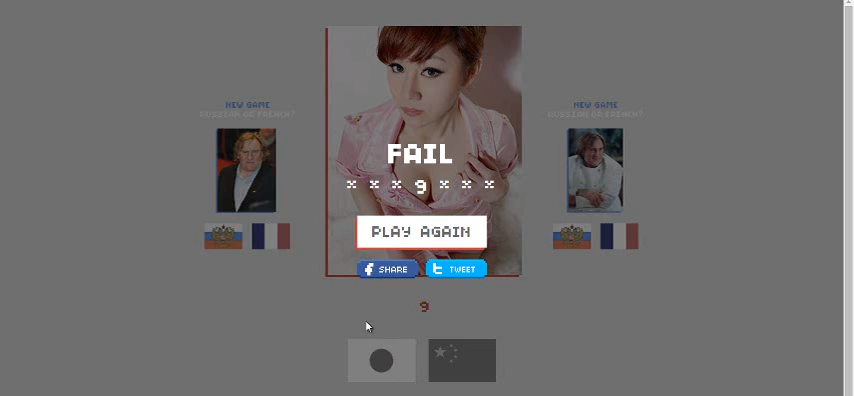 NEW GAME
RUSSIAN OR FRENCH?
NEW GAME
RUSSIAN OR FRENCH?
FAIL
* * * 9 * * *
PLAY AGAIN
SHARE
TWEET
9